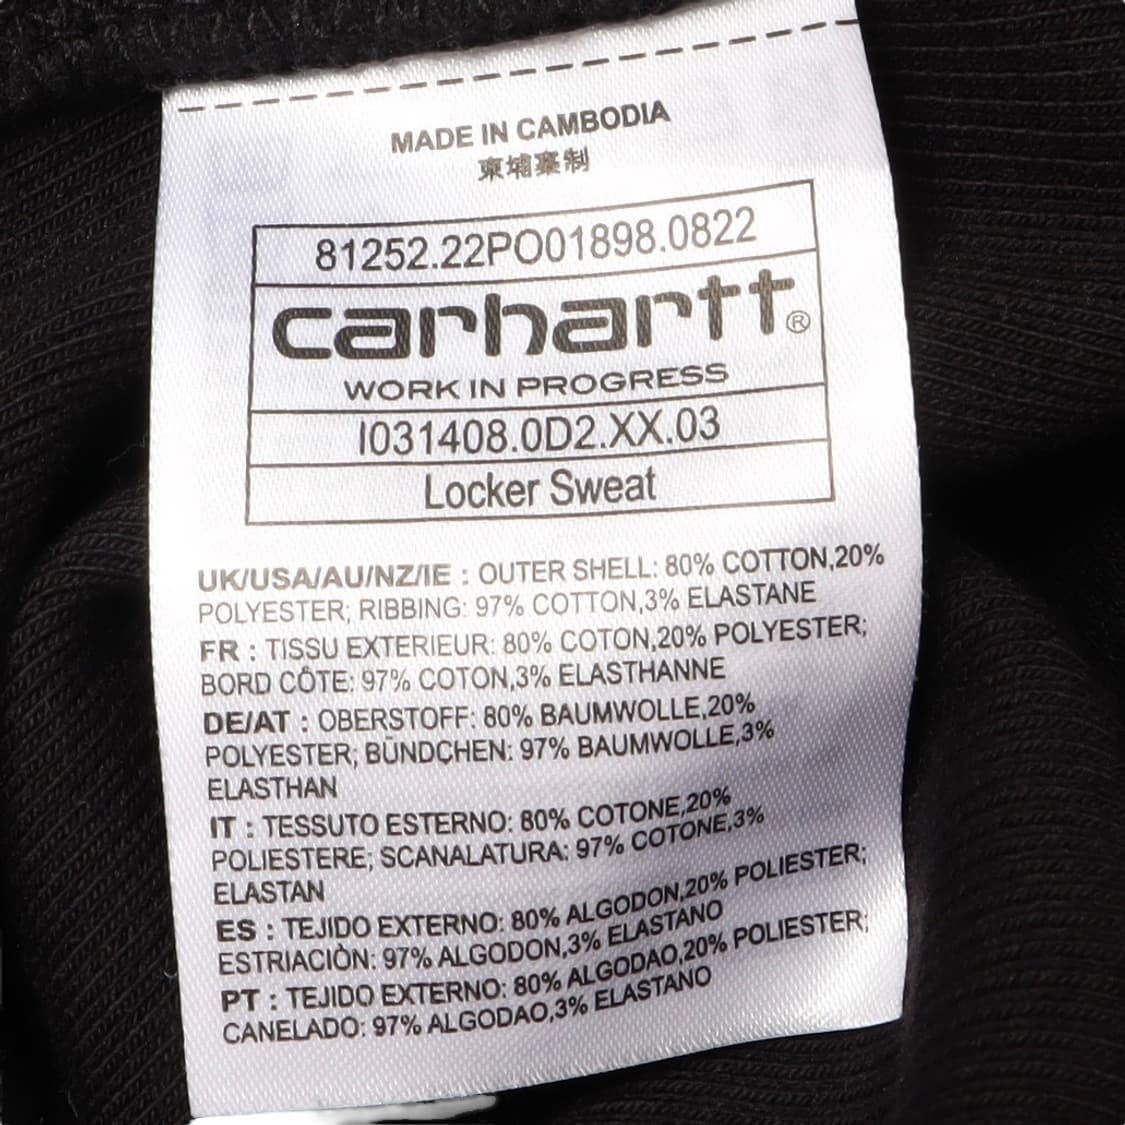 MADE IN CAMBODIA
柬埔寨制
81252.22PO01898.0822
carhartt®
WORK IN PROGRESS
I031408.0D2.XX.03
Locker Sweat
UK/USA/AU/NZ/IE : OUTER SHELL: 80% COTTON,20%
POLYESTER; RIBBING: 97% COTTON,3% ELASTANE
FR : TISSU EXTERIEUR: 80% COTON,20% POLYESTER;
BORD CÔTE: 97% COTON,3% ELASTHANNE
DE/AT : OBERSTOFF: 80% BAUMWOLLE,20%
POLYESTER; BÜNDCHEN: 97% BAUMWOLLE,3%
ELASTHAN
IT : TESSUTO ESTERNO: 80% COTONE,20%
POLIESTERE; SCANALATURA: 97% COTONE,3%
ELASTAN
ES : TEJIDO EXTERNO: 80% ALGODON,20% POLIESTER;
ESTRIACIÒN: 97% ALGODON,3% ELASTANO
PT : TEJIDO EXTERNO: 80% ALGODAO,20% POLIESTER;
CANELADO: 97% ALGODAO,3% ELASTANO